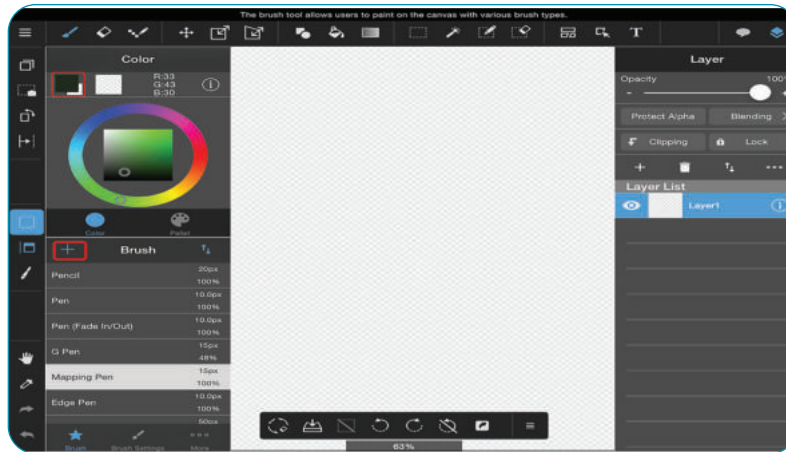 The brush tool allows users to paint on the canvas with various brush types.
T
Color
R:33
G:43
B:30
Color
Pallet
Brush
Pencil
20px
100%
Pen
10.0px
100%
Pen (Fade In/Out)
10.0px
100%
G Pen
15px
48%
Mapping Pen
15px
100%
Edge Pen
10.0px
100%
50px
Brush
Brush Settings
More
63%
Layer
Opacity
100%
Protect Alpha
Blending
Clipping
Lock
Layer List
Layer1